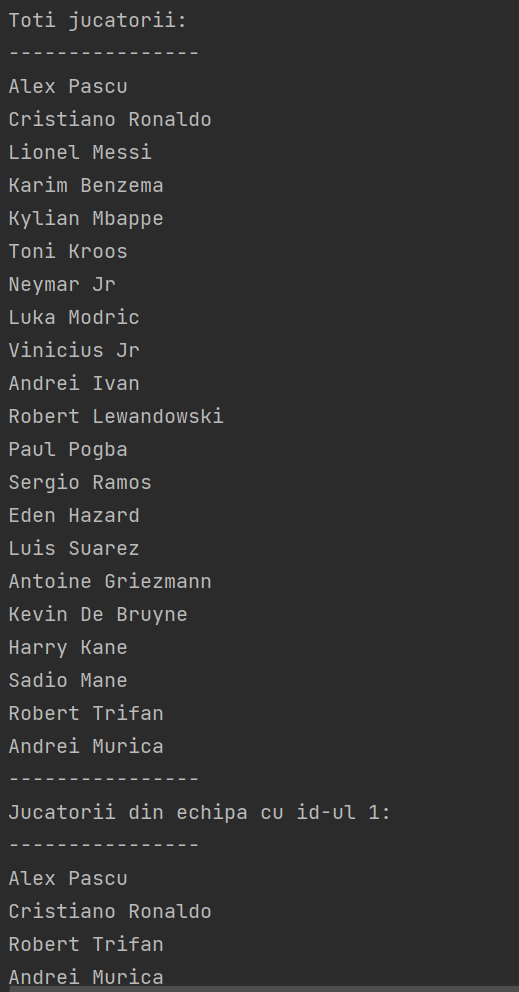 Toti jucatorii:
----------------
Alex Pascu
Cristiano Ronaldo
Lionel Messi
Karim Benzema
Kylian Mbappe
Toni Kroos
Neymar Jr
Luka Modric
Vinicius Jr
Andrei Ivan
Robert Lewandowski
Paul Pogba
Sergio Ramos
Eden Hazard
Luis Suarez
Antoine Griezmann
Kevin De Bruyne
Harry Kane
Sadio Mane
Robert Trifan
Andrei Murica
----------------
Jucatorii din echipa cu id-ul 1:
----------------
Alex Pascu
Cristiano Ronaldo
Robert Trifan
Andrei Murica